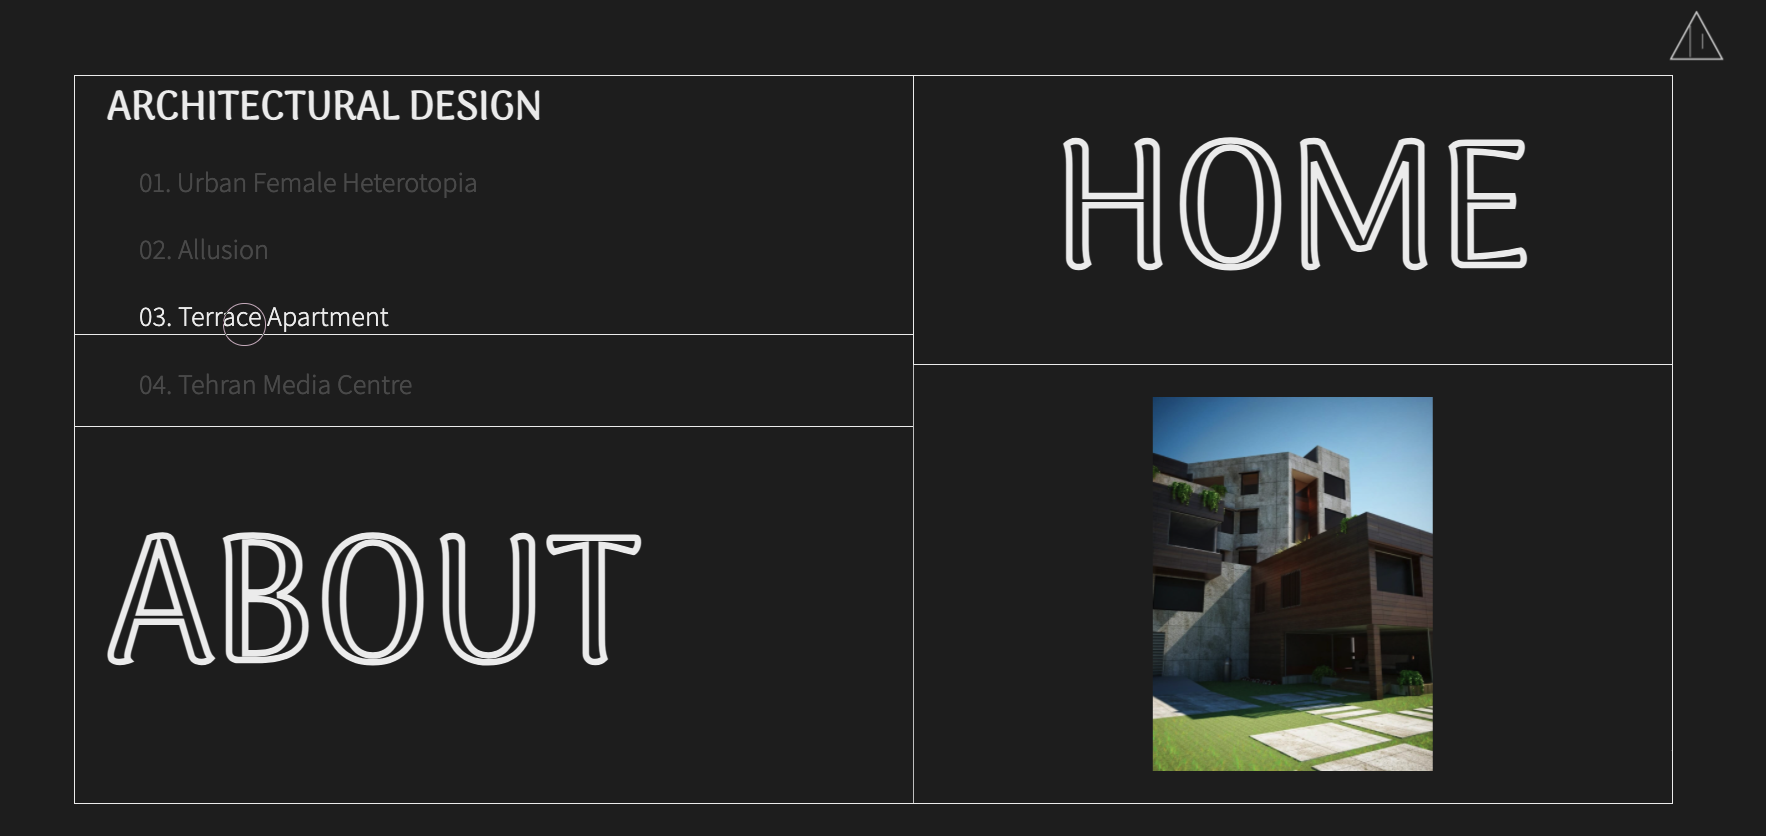 ARCHITECTURAL DESIGN
01. Urban Female Heterotopia
02. Allusion
03. Terrace Apartment
04. Tehran Media Centre
ABOUT
HOME